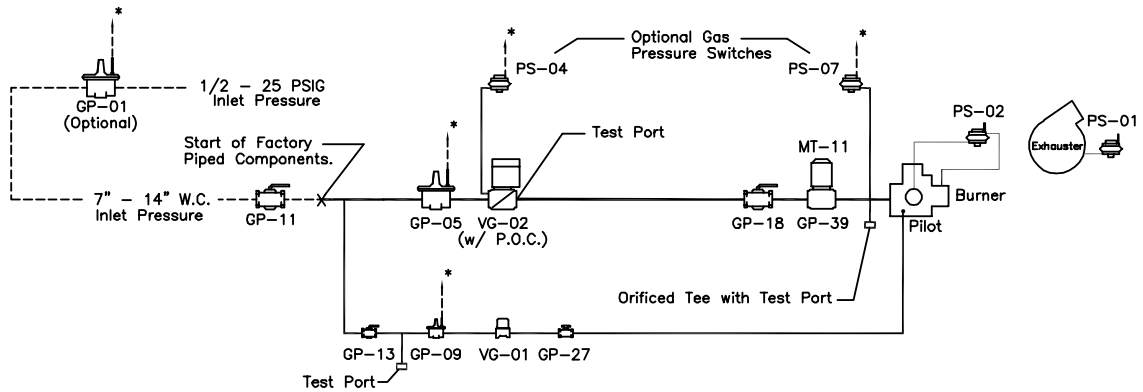 *
*
*
Optional Gas
Pressure Switches
PS-04
PS-07
GP-01
(Optional)
1/2 - 25 PSIG
Inlet Pressure
*
Test Port
PS-02
PS-01
Exhauster
Start of Factory
Piped Components.
MT-11
7" - 14" W.C.
Inlet Pressure
GP-11
GP-05
VG-02
(w/ P.O.C.)
GP-18
GP-39
Burner
Pilot
*
Orificed Tee with Test Port
GP-13
GP-09
VG-01
GP-27
Test Port